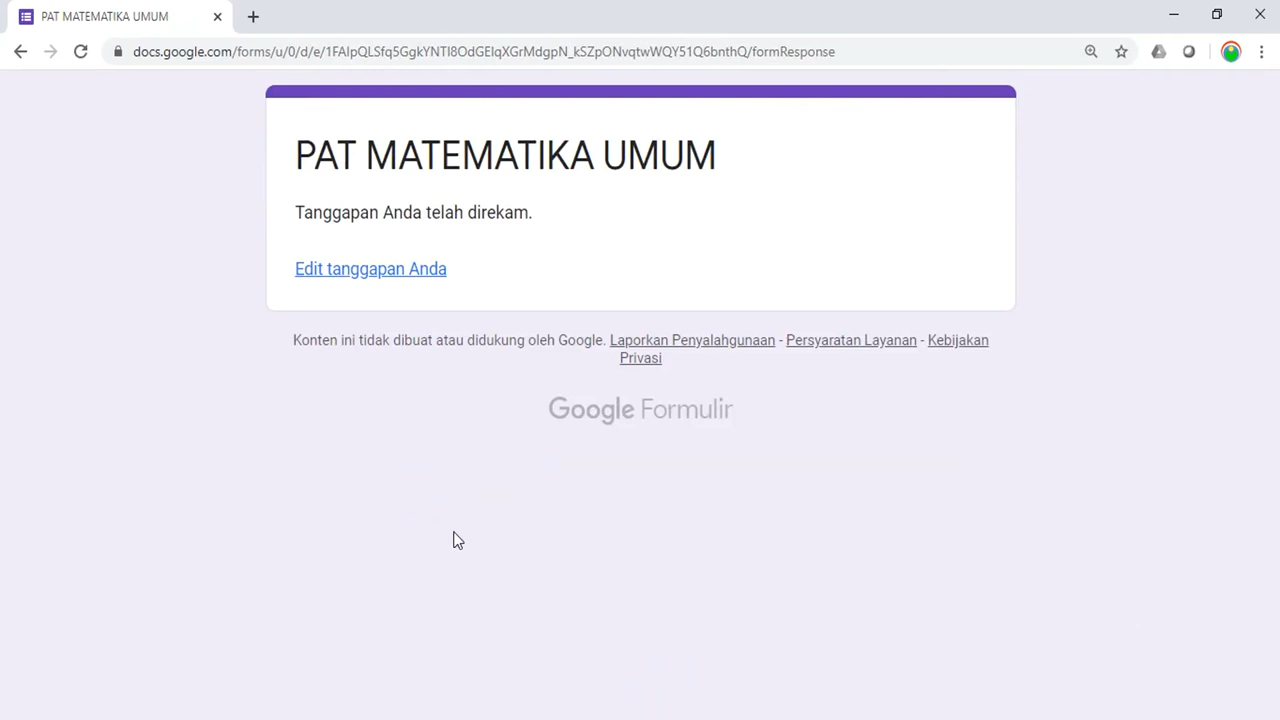 PAT MATEMATIKA UMUM
docs.google.com/forms/u/0/d/e/1FAIpQLSfq5GgkYNTI8OdGEIqXGrMdgpN_kSZpONvqtwWQY51Q6bnthQ/formResponse
PAT MATEMATIKA UMUM
Tanggapan Anda telah direkam.
Edit tanggapan Anda
Konten ini tidak dibuat atau didukung oleh Google. Laporkan Penyalahgunaan - Persyaratan Layanan - Kebijakan
Privasi
Google Formulir